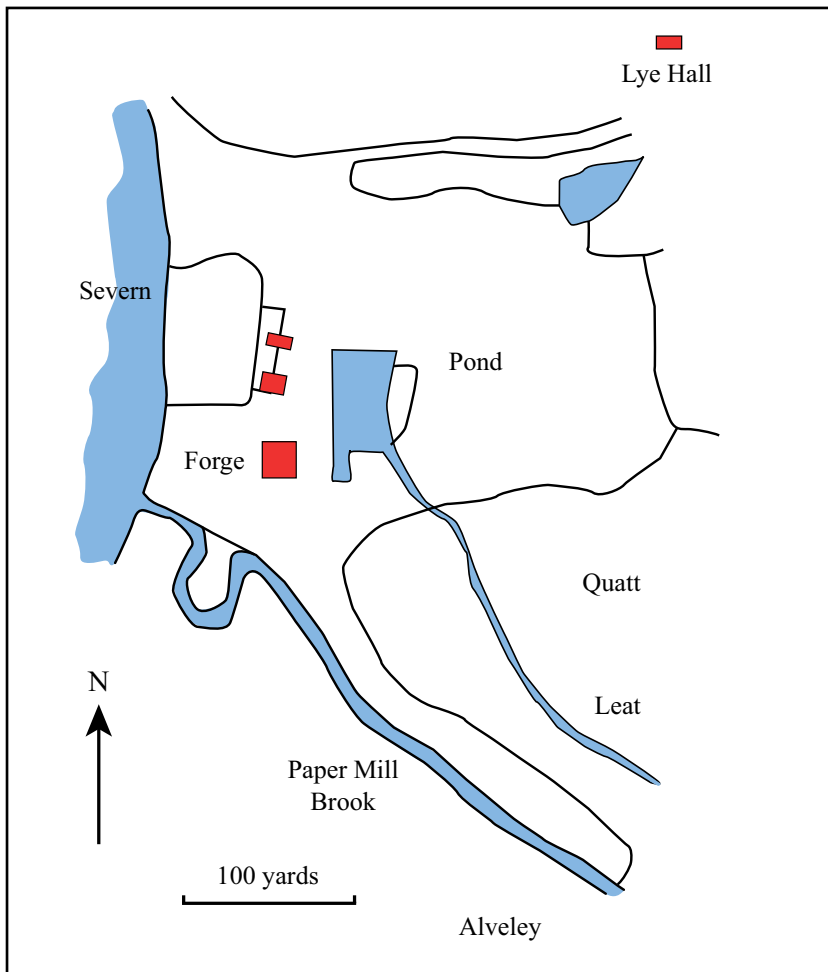 Lye Hall
Severn
Pond
Forge
Quatt
N
Leat
Paper Mill
Brook
100 yards
Alveley